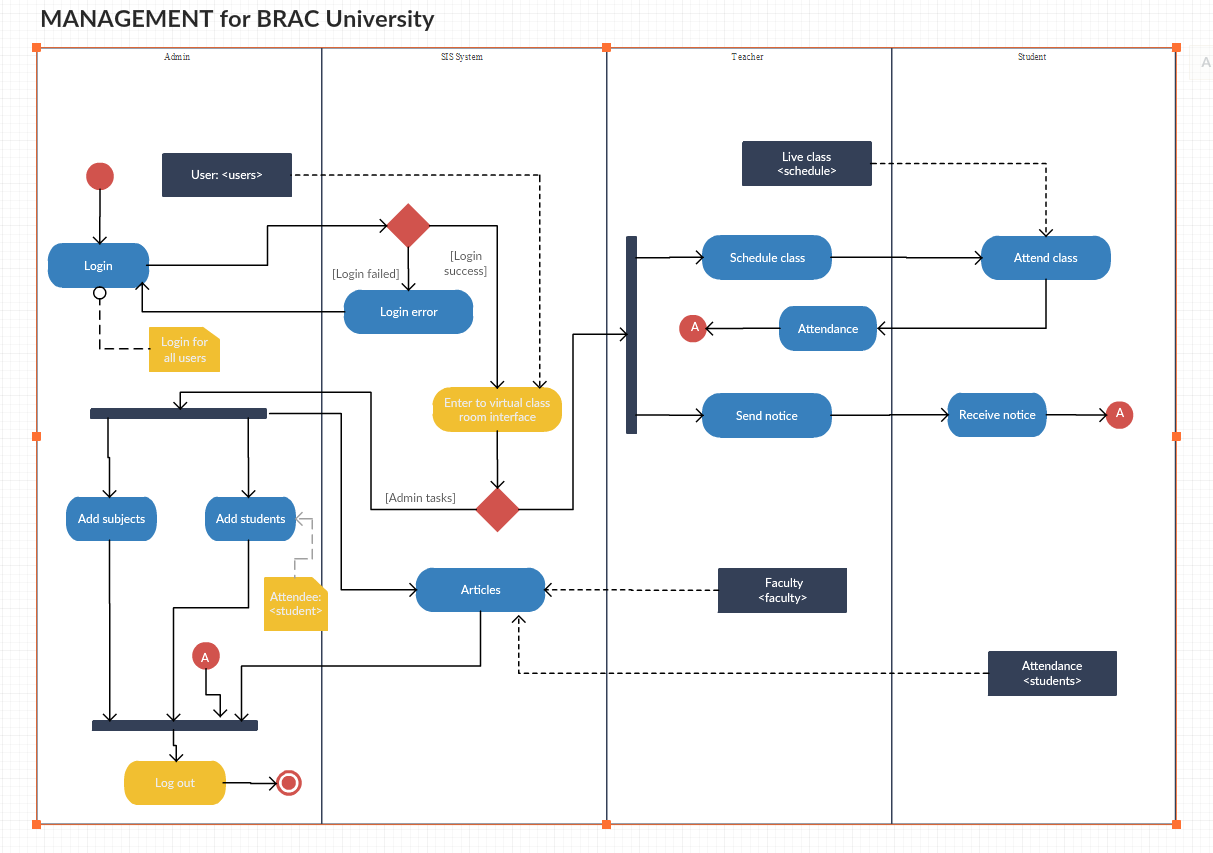 MANAGEMENT for BRAC University
Admin
SIS System
Teacher
Student
A
User: <users>
Live class
<schedule>
Login
[Login failed]
[Login
success]
Login error
Login for
all users
Schedule class
Attend class
A
Attendance
Enter to virtual class
room interface
Send notice
Receive notice
A
[Admin tasks]
Add subjects
Add students
Attendee:
<student>
Articles
Faculty
<faculty>
A
Attendance
<students>
Log out